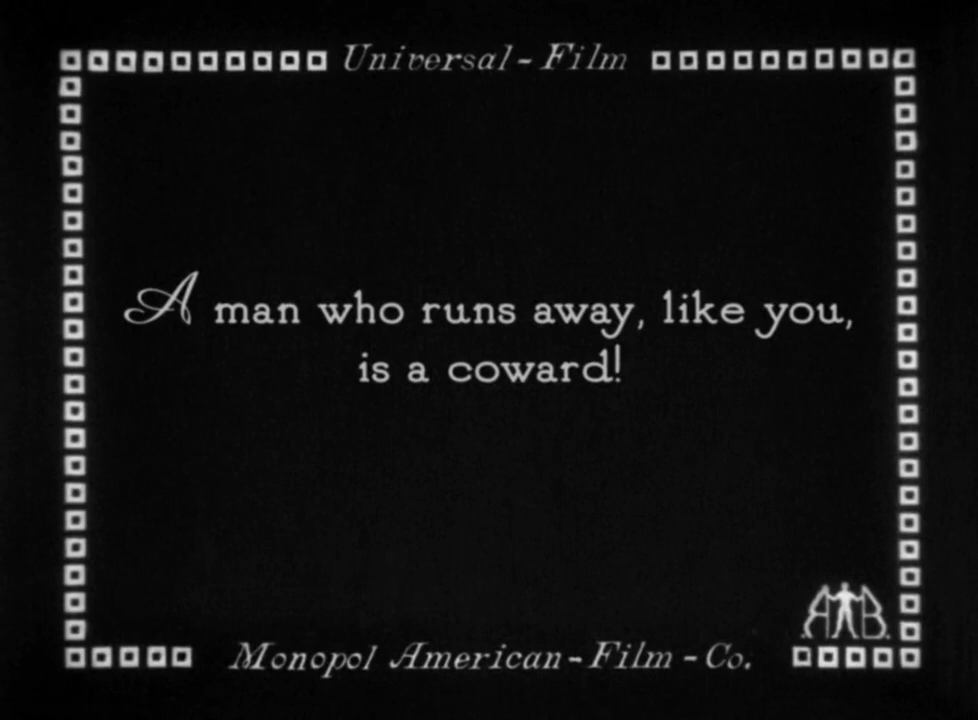 Universal-Film
A man who runs away, like you,
is a coward!
A B.
Monopol American-Film-Co.